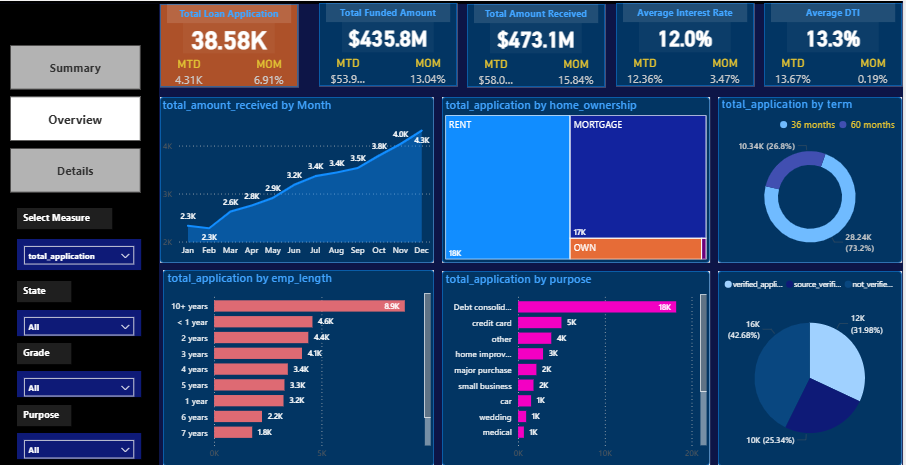 Total Loan Application
38.58K
MTD MOM
4.31K 6.91%
Total Funded Amount
$435.8M
MTD MOM
$53.9... 13.04%
Total Amount Received
$473.1M
MTD MOM
$58.0... 15.84%
Average Interest Rate
12.0%
MTD MOM
12.36% 3.47%
Average DTI
13.3%
MTD MOM
13.67% 0.19%
Summary
Overview
Details
Select Measure
total_application
State
All
Grade
All
Purpose
All
total_amount_received by Month
4K
3K
2K
2.3K 2.3K 2.6K 2.8K 2.9K 3.2K 3.4K 3.4K 3.5K 3.8K 4.0K 4.3K
Jan Feb Mar Apr May Jun Jul Aug Sep Oct Nov Dec
total_application by home_ownership
RENT
18K
MORTGAGE
17K
OWN
total_application by term
36 months 60 months
10.34K (26.8%)
28.24K
(73.2%)
total_application by emp_length
10+ years 8.9K
< 1 year 4.6K
2 years 4.4K
3 years 4.1K
4 years 3.4K
5 years 3.3K
1 year 3.2K
6 years 2.2K
7 years 1.8K
0K 5K
total_application by purpose
Debt consolid... 18K
credit card 5K
other 4K
home improv... 3K
major purchase 2K
small business 2K
car 1K
wedding 1K
medical 1K
0K 10K 20K
verified_appli... source_verifi... not_verifie...
16K
(42.68%)
12K
(31.98%)
10K (25.34%)